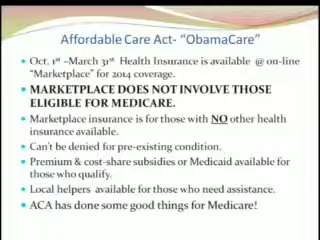 Affordable Care Act- “ObamaCare”
• Oct. 1st –March 31st Health Insurance is available @ on-line
“Marketplace” for 2014 coverage.
• MARKETPLACE DOES NOT INVOLVE THOSE
ELIGIBLE FOR MEDICARE.
• Marketplace insurance is for those with NO other health
insurance available.
• Can’t be denied for pre-existing condition.
• Premium & cost-share subsidies or Medicaid available for
those who qualify.
• Local helpers available for those who need assistance.
• ACA has done some good things for Medicare!